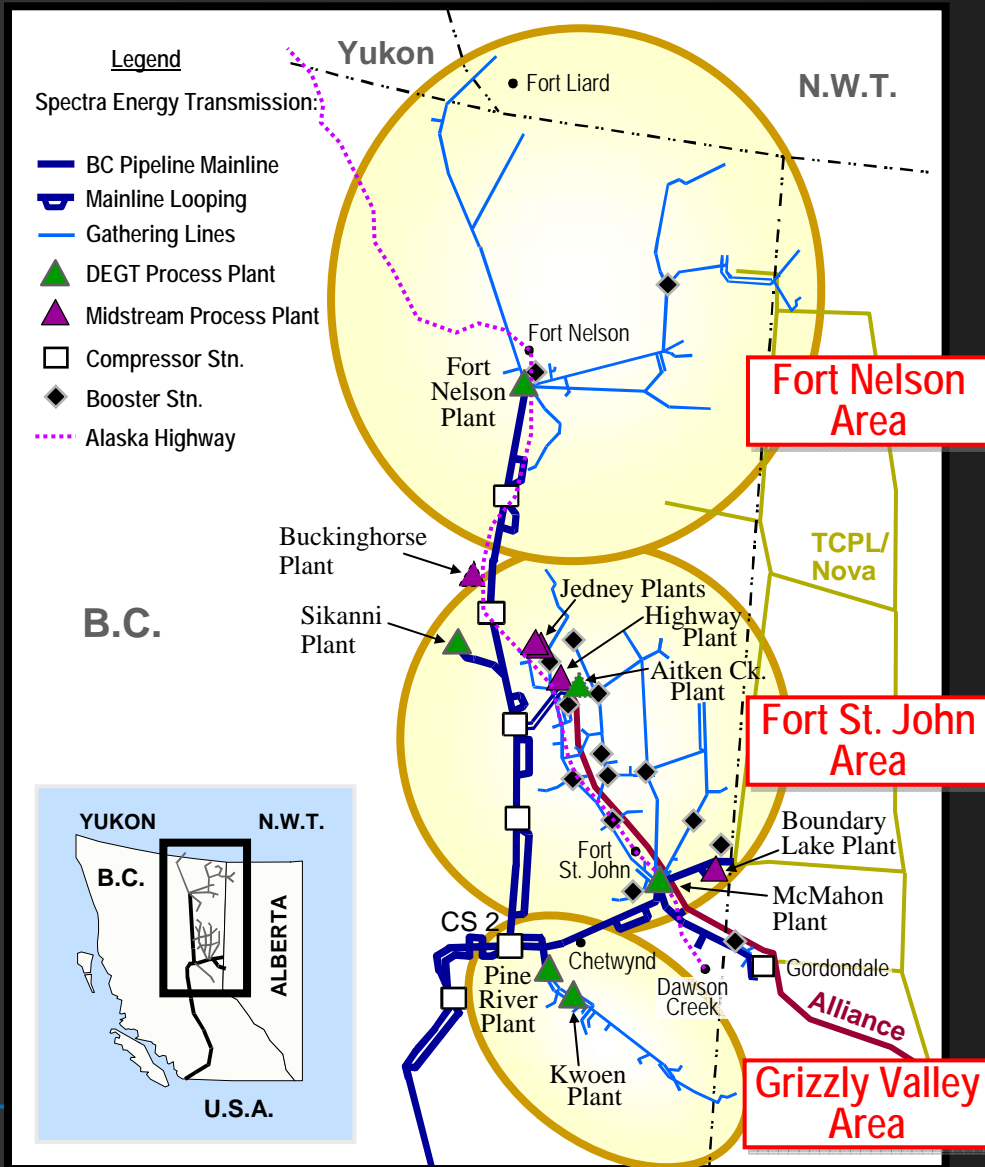 Legend
Spectra Energy Transmission:
BC Pipeline Mainline
Mainline Looping
Gathering Lines
DEGT Process Plant
Midstream Process Plant
Compressor Stn.
Booster Stn.
Alaska Highway
Yukon
N.W.T.
Fort Liard
Fort Nelson
Fort
Nelson
Plant
Fort Nelson
Area
Buckinghorse
Plant
TCPL/
Nova
B.C.
Sikanni
Plant
Jedney Plants
Highway
Plant
Aitken Ck.
Plant
Fort St. John
Area
Boundary
Lake Plant
Fort
St. John
McMahon
Plant
CS 2
Chetwynd
Pine
River
Plant
Gordondale
Dawson
Creek
Alliance
Kwoen
Plant
Grizzly Valley
Area
YUKON
N.W.T.
B.C.
ALBERTA
U.S.A.